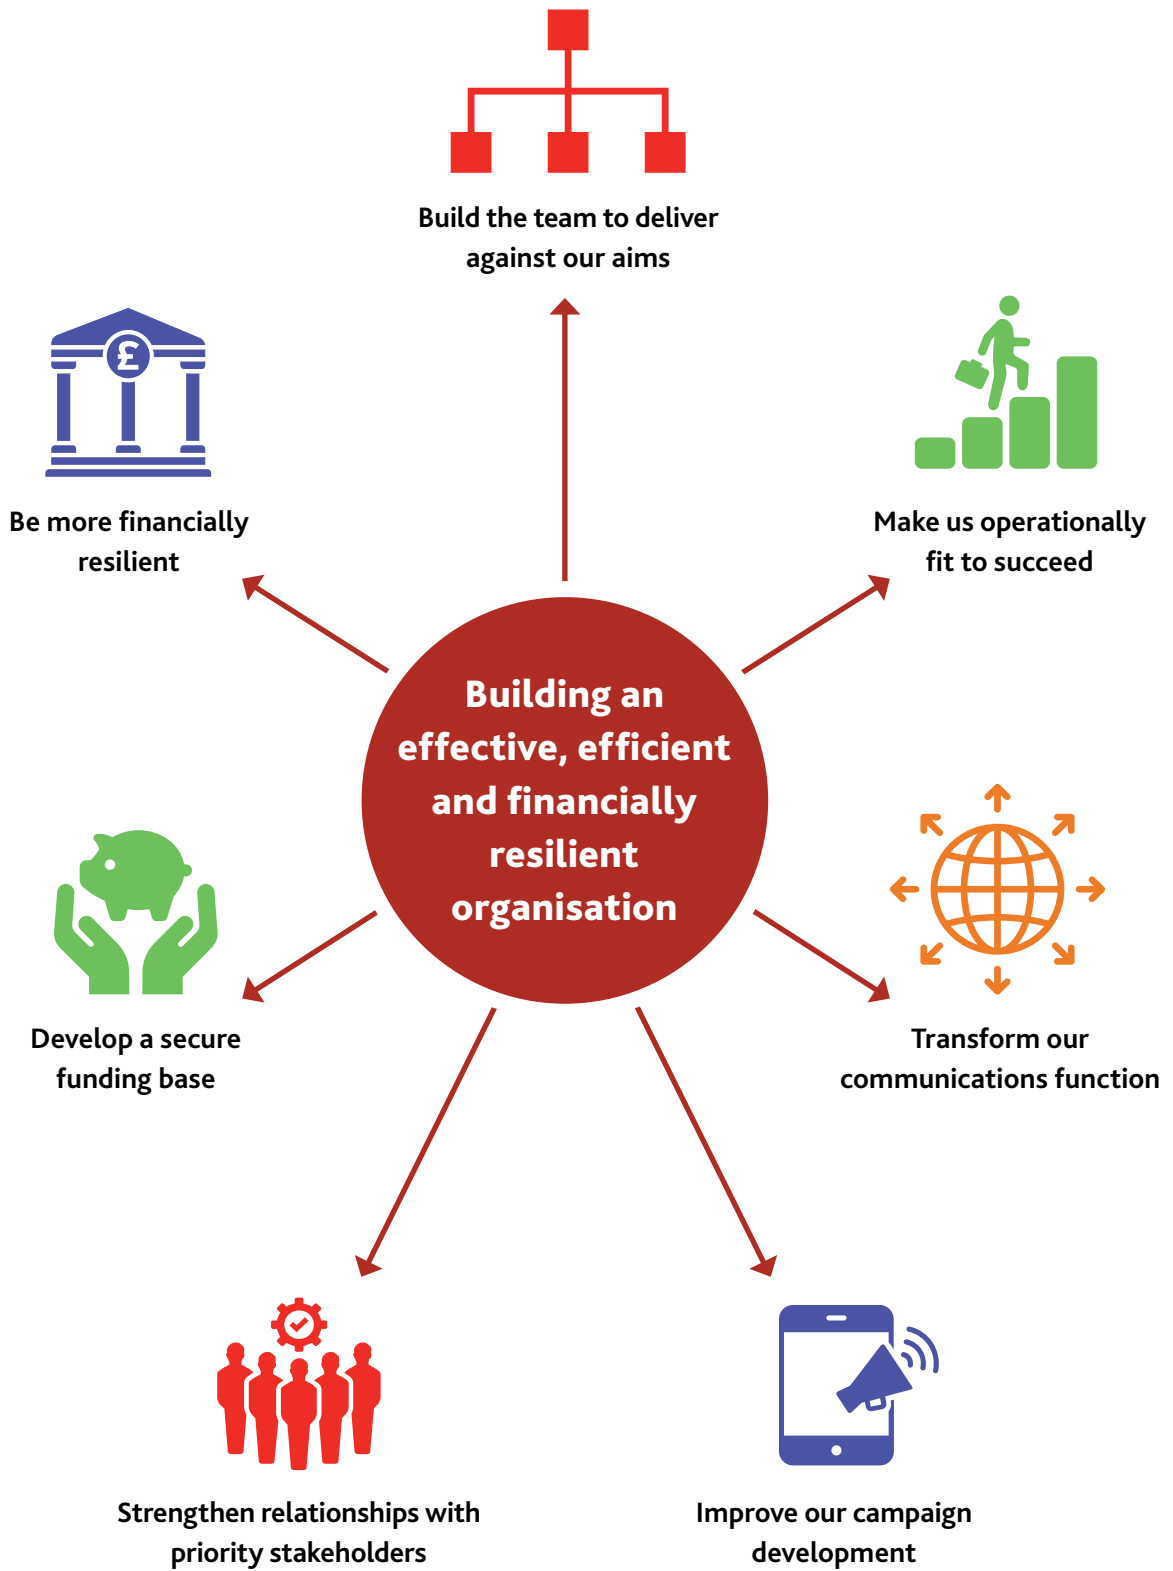 Build the team to deliver
against our aims
£
Be more financially
resilient
Make us operationally
fit to succeed
Building an
effective, efficient
and financially
resilient
organisation
Develop a secure
funding base
Transform our
communications function
Strengthen relationships with
priority stakeholders
Improve our campaign
development